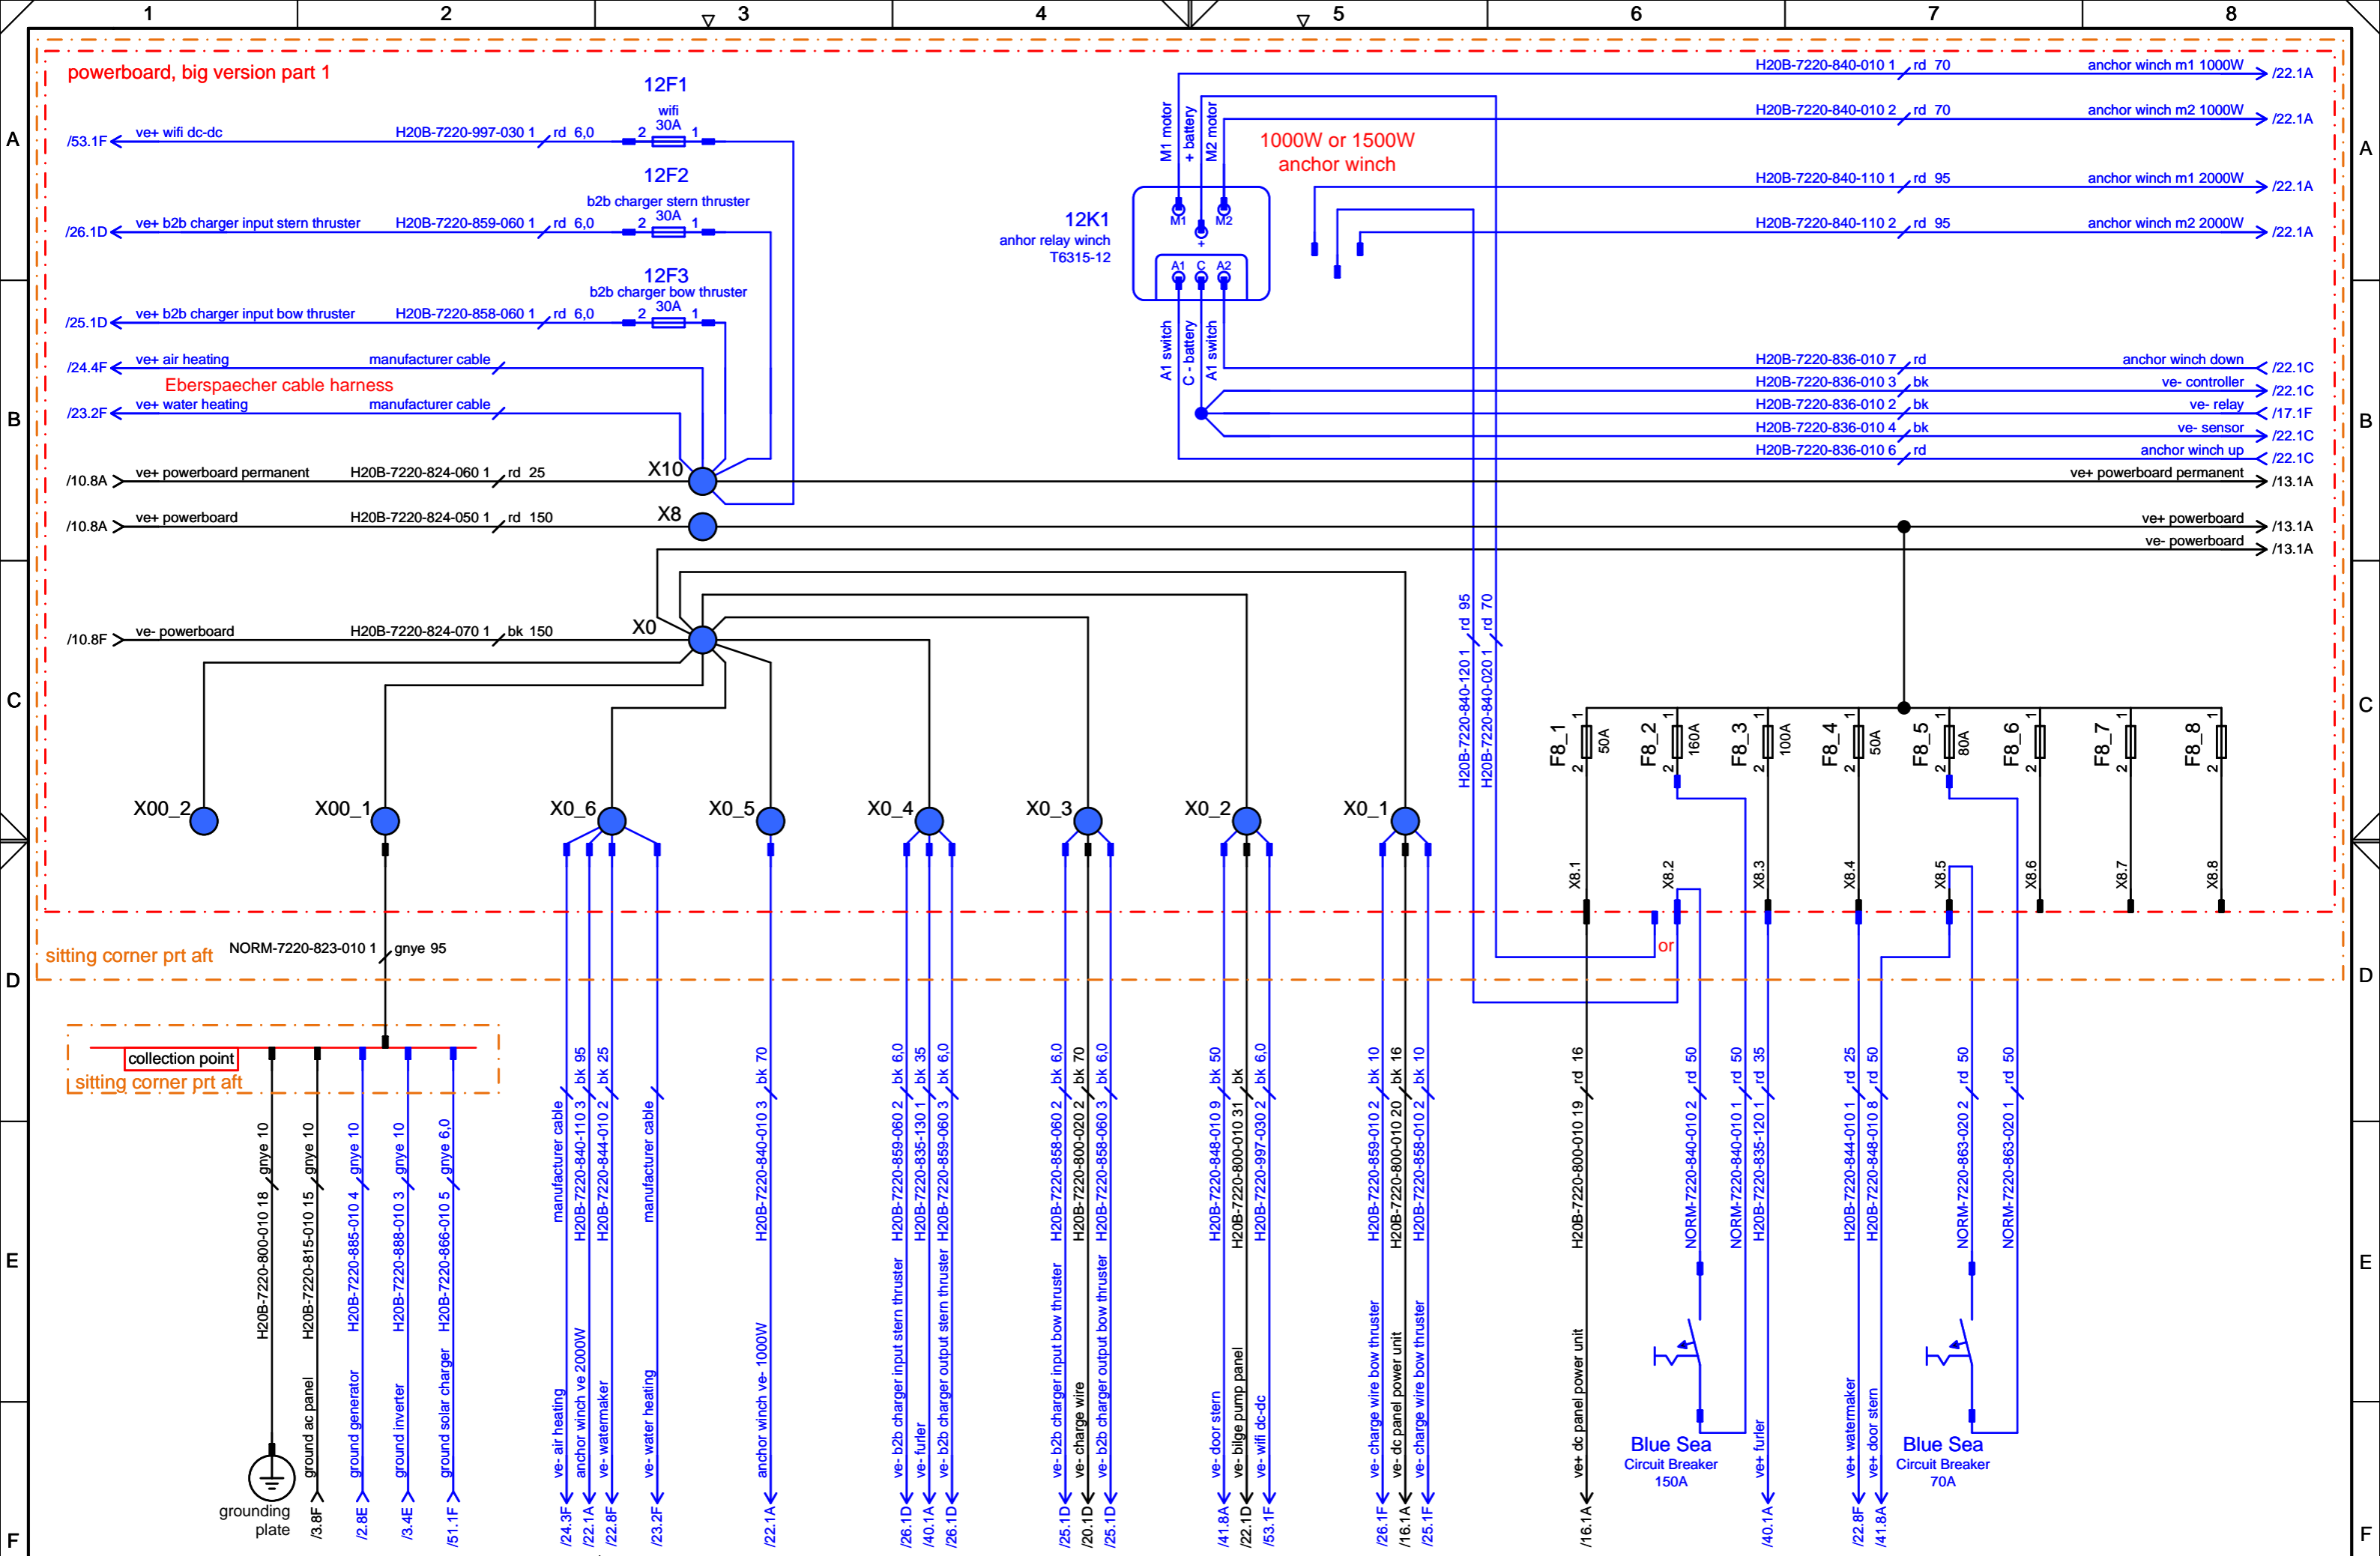 1 2 3 4 5 6 7 8
powerboard, big version part 1
12F1
wifi
30A
/53.1F ve+ wifi dc-dc H20B-7220-997-030 1 rd 6,0 2 1
12F2
b2b charger stern thruster
30A
/26.1D ve+ b2b charger input stern thruster H20B-7220-859-060 1 rd 6,0 2 1
12F3
b2b charger bow thruster
30A
/25.1D ve+ b2b charger input bow thruster H20B-7220-858-060 1 rd 6,0 2 1
/24.4F ve+ air heating manufacturer cable
Eberspaecher cable harness
/23.2F ve+ water heating manufacturer cable
/10.8A ve+ powerboard permanent H20B-7220-824-060 1 rd 25 X10
/10.8A ve+ powerboard H20B-7220-824-050 1 rd 150 X8
/10.8F ve- powerboard H20B-7220-824-070 1 bk 150 X0
M1 motor
+ battery
M2 motor
1000W or 1500W
anchor winch
12K1
anhor relay winch
T6315-12
M1 M2
+
A1 C A2
A1 switch
C - battery
A1 switch
H20B-7220-840-010 1 rd 70 anchor winch m1 1000W /22.1A
H20B-7220-840-010 2 rd 70 anchor winch m2 1000W /22.1A
H20B-7220-840-110 1 rd 95 anchor winch m1 2000W /22.1A
H20B-7220-840-110 2 rd 95 anchor winch m2 2000W /22.1A
H20B-7220-836-010 7 rd anchor winch down /22.1C
H20B-7220-836-010 3 bk ve- controller /22.1C
H20B-7220-836-010 2 bk ve- relay /17.1F
H20B-7220-836-010 4 bk ve- sensor /22.1C
H20B-7220-836-010 6 rd anchor winch up /22.1C
ve+ powerboard permanent /13.1A
ve+ powerboard /13.1A
ve- powerboard /13.1A
H20B-7220-840-120 1 rd 95
H20B-7220-840-020 1 rd 70
F8_1 1 2 50A
F8_2 1 2 160A
F8_3 1 2 100A
F8_4 1 2 50A
F8_5 1 2 80A
F8_6 1 2
F8_7 1 2
F8_8 1 2
X00_2 X00_1 X0_6 X0_5 X0_4 X0_3 X0_2 X0_1
X8.1 X8.2 X8.3 X8.4 X8.5 X8.6 X8.7 X8.8
or
sitting corner prt aft
NORM-7220-823-010 1 gnye 95
collection point
sitting corner prt aft
H20B-7220-800-010 18 gnye 10
grounding
plate
ground ac panel H20B-7220-815-010 15 gnye 10 /3.8F
ground generator H20B-7220-885-010 4 gnye 10 /2.8E
ground inverter H20B-7220-888-010 3 gnye 10 /3.4E
ground solar charger H20B-7220-866-010 5 gnye 6,0 /51.1F
ve- air heating manufacturer cable /24.3F
anchor winch ve 2000W H20B-7220-840-110 3 bk 95 /22.1A
ve- watermaker H20B-7220-844-010 2 bk 25 /22.8F
ve- water heating manufacturer cable /23.2F
anchor winch ve- 1000W H20B-7220-840-010 3 bk 70 /22.1A
ve- b2b charger input stern thruster H20B-7220-859-060 2 bk 6,0 /26.1D
ve- furler H20B-7220-835-130 1 bk 35 /40.1A
ve- b2b charger output stern thruster H20B-7220-859-060 3 bk 6,0 /26.1D
ve- b2b charger input bow thruster H20B-7220-858-060 2 bk 6,0 /25.1D
ve- charge wire H20B-7220-800-020 2 bk 70 /20.1D
ve- b2b charger output bow thruster H20B-7220-858-060 3 bk 6,0 /25.1D
ve- door stern H20B-7220-848-010 9 bk 50 /41.8A
ve- bilge pump panel H20B-7220-800-010 31 bk /22.1D
ve- wifi dc-dc H20B-7220-997-030 2 bk 6,0 /53.1F
ve- charge wire bow thruster H20B-7220-859-010 2 bk 10 /26.1F
ve- dc panel power unit H20B-7220-800-010 20 bk 16 /16.1A
ve- charge wire bow thruster H20B-7220-858-010 2 bk 10 /25.1F
ve+ dc panel power unit H20B-7220-800-010 19 rd 16 /16.1A
NORM-7220-840-010 2 rd 50
NORM-7220-840-010 1 rd 50
Blue Sea
Circuit Breaker
150A
ve+ furler H20B-7220-835-120 1 rd 35 /40.1A
ve+ watermaker H20B-7220-844-010 1 rd 25 /22.8F
ve+ door stern H20B-7220-848-010 8 rd 50 /41.8A
NORM-7220-863-020 2 rd 50
NORM-7220-863-020 1 rd 50
Blue Sea
Circuit Breaker
70A
A A
B B
C C
D D
E E
F F